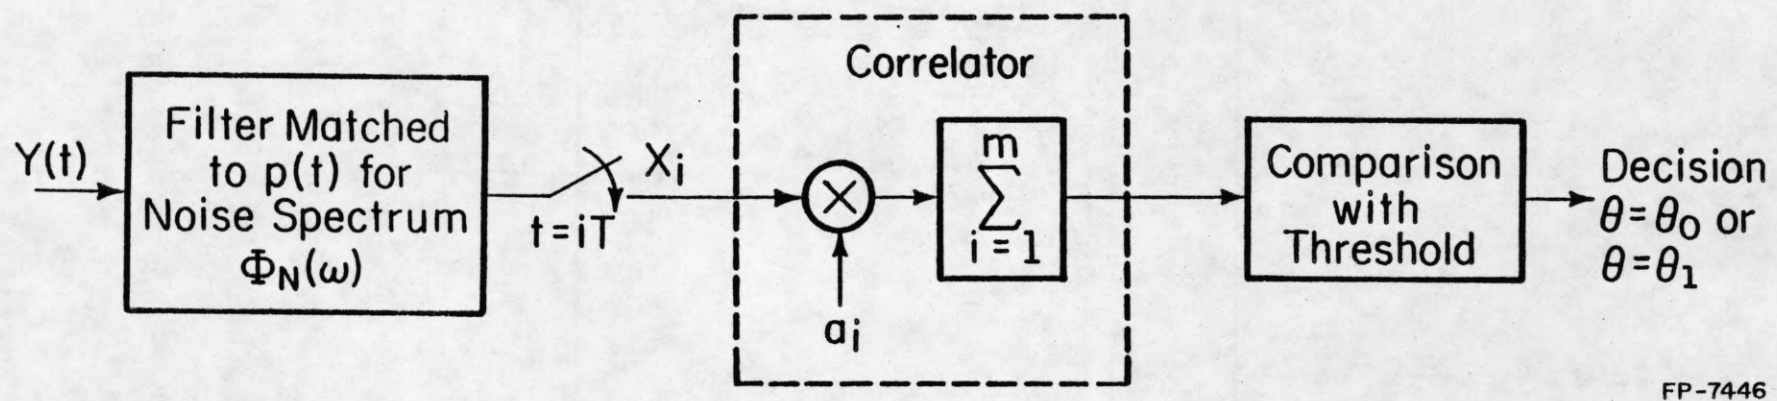 Y(t)
Filter Matched
to p(t) for
Noise Spectrum
Φ_N(ω)
t=iT
X_i
Correlator
×
a_i
m
∑
i=1
Comparison
with
Threshold
Decision
θ=θ_0 or
θ=θ_1
FP-7446